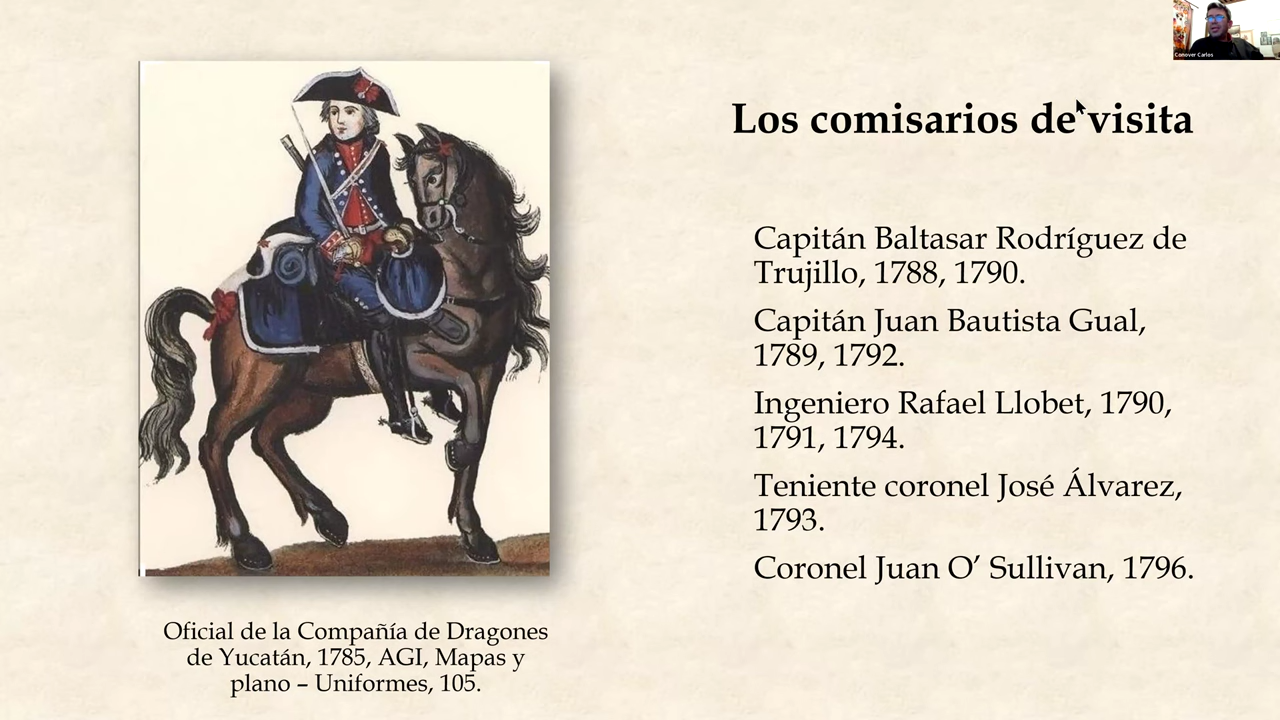 Conover Carlos
Los comisarios de visita
Capitán Baltasar Rodríguez de
Trujillo, 1788, 1790.
Capitán Juan Bautista Gual,
1789, 1792.
Ingeniero Rafael Llobet, 1790,
1791, 1794.
Teniente coronel José Álvarez,
1793.
Coronel Juan O’ Sullivan, 1796.
Oficial de la Compañía de Dragones
de Yucatán, 1785, AGI, Mapas y
plano – Uniformes, 105.